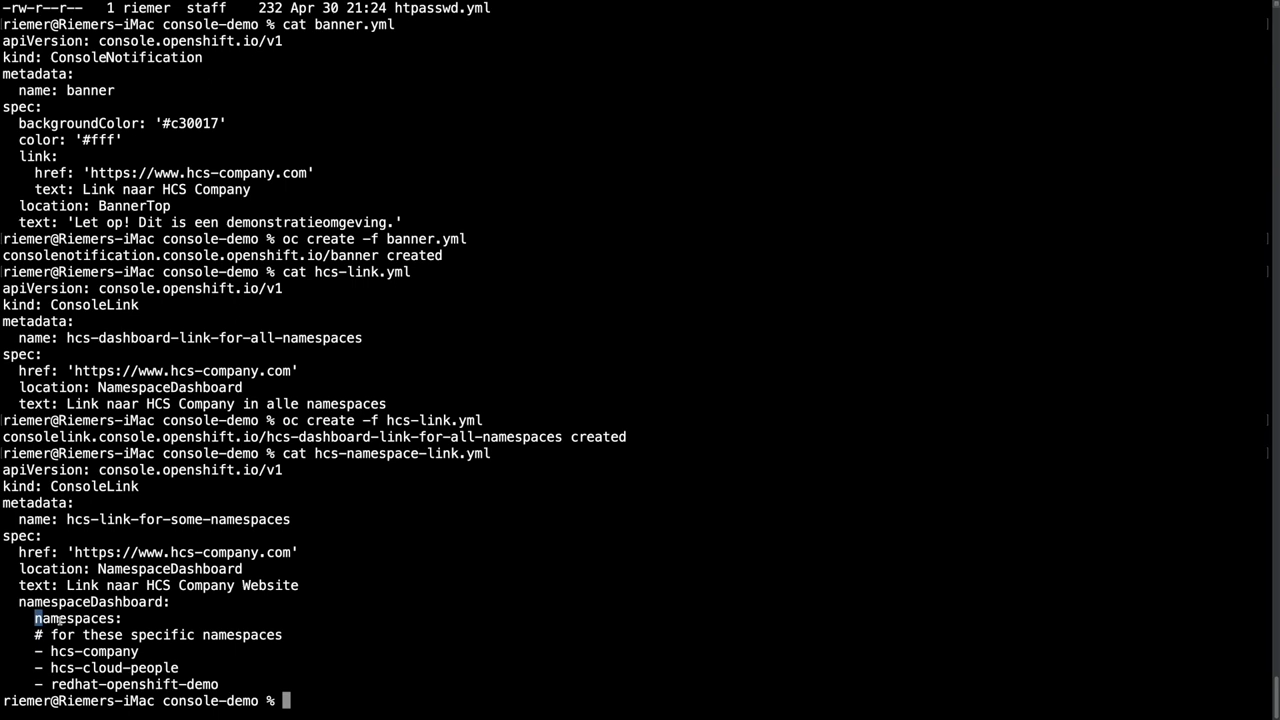 -rw-r--r--   1 riemer  staff    232 Apr 30 21:24 htpasswd.yml
riemer@Riemers-iMac console-demo % cat banner.yml
apiVersion: console.openshift.io/v1
kind: ConsoleNotification
metadata:
  name: banner
spec:
  backgroundColor: '#c30017'
  color: '#fff'
  link:
    href: 'https://www.hcs-company.com'
    text: Link naar HCS Company
  location: BannerTop
  text: 'Let op! Dit is een demonstratieomgeving.'
riemer@Riemers-iMac console-demo % oc create -f banner.yml
consolenotification.console.openshift.io/banner created
riemer@Riemers-iMac console-demo % cat hcs-link.yml
apiVersion: console.openshift.io/v1
kind: ConsoleLink
metadata:
  name: hcs-dashboard-link-for-all-namespaces
spec:
  href: 'https://www.hcs-company.com'
  location: NamespaceDashboard
  text: Link naar HCS Company in alle namespaces
riemer@Riemers-iMac console-demo % oc create -f hcs-link.yml
consolelink.console.openshift.io/hcs-dashboard-link-for-all-namespaces created
riemer@Riemers-iMac console-demo % cat hcs-namespace-link.yml
apiVersion: console.openshift.io/v1
kind: ConsoleLink
metadata:
  name: hcs-link-for-some-namespaces
spec:
  href: 'https://www.hcs-company.com'
  location: NamespaceDashboard
  text: Link naar HCS Company Website
  namespaceDashboard:
    namespaces:
    # for these specific namespaces
    - hcs-company
    - hcs-cloud-people
    - redhat-openshift-demo
riemer@Riemers-iMac console-demo %